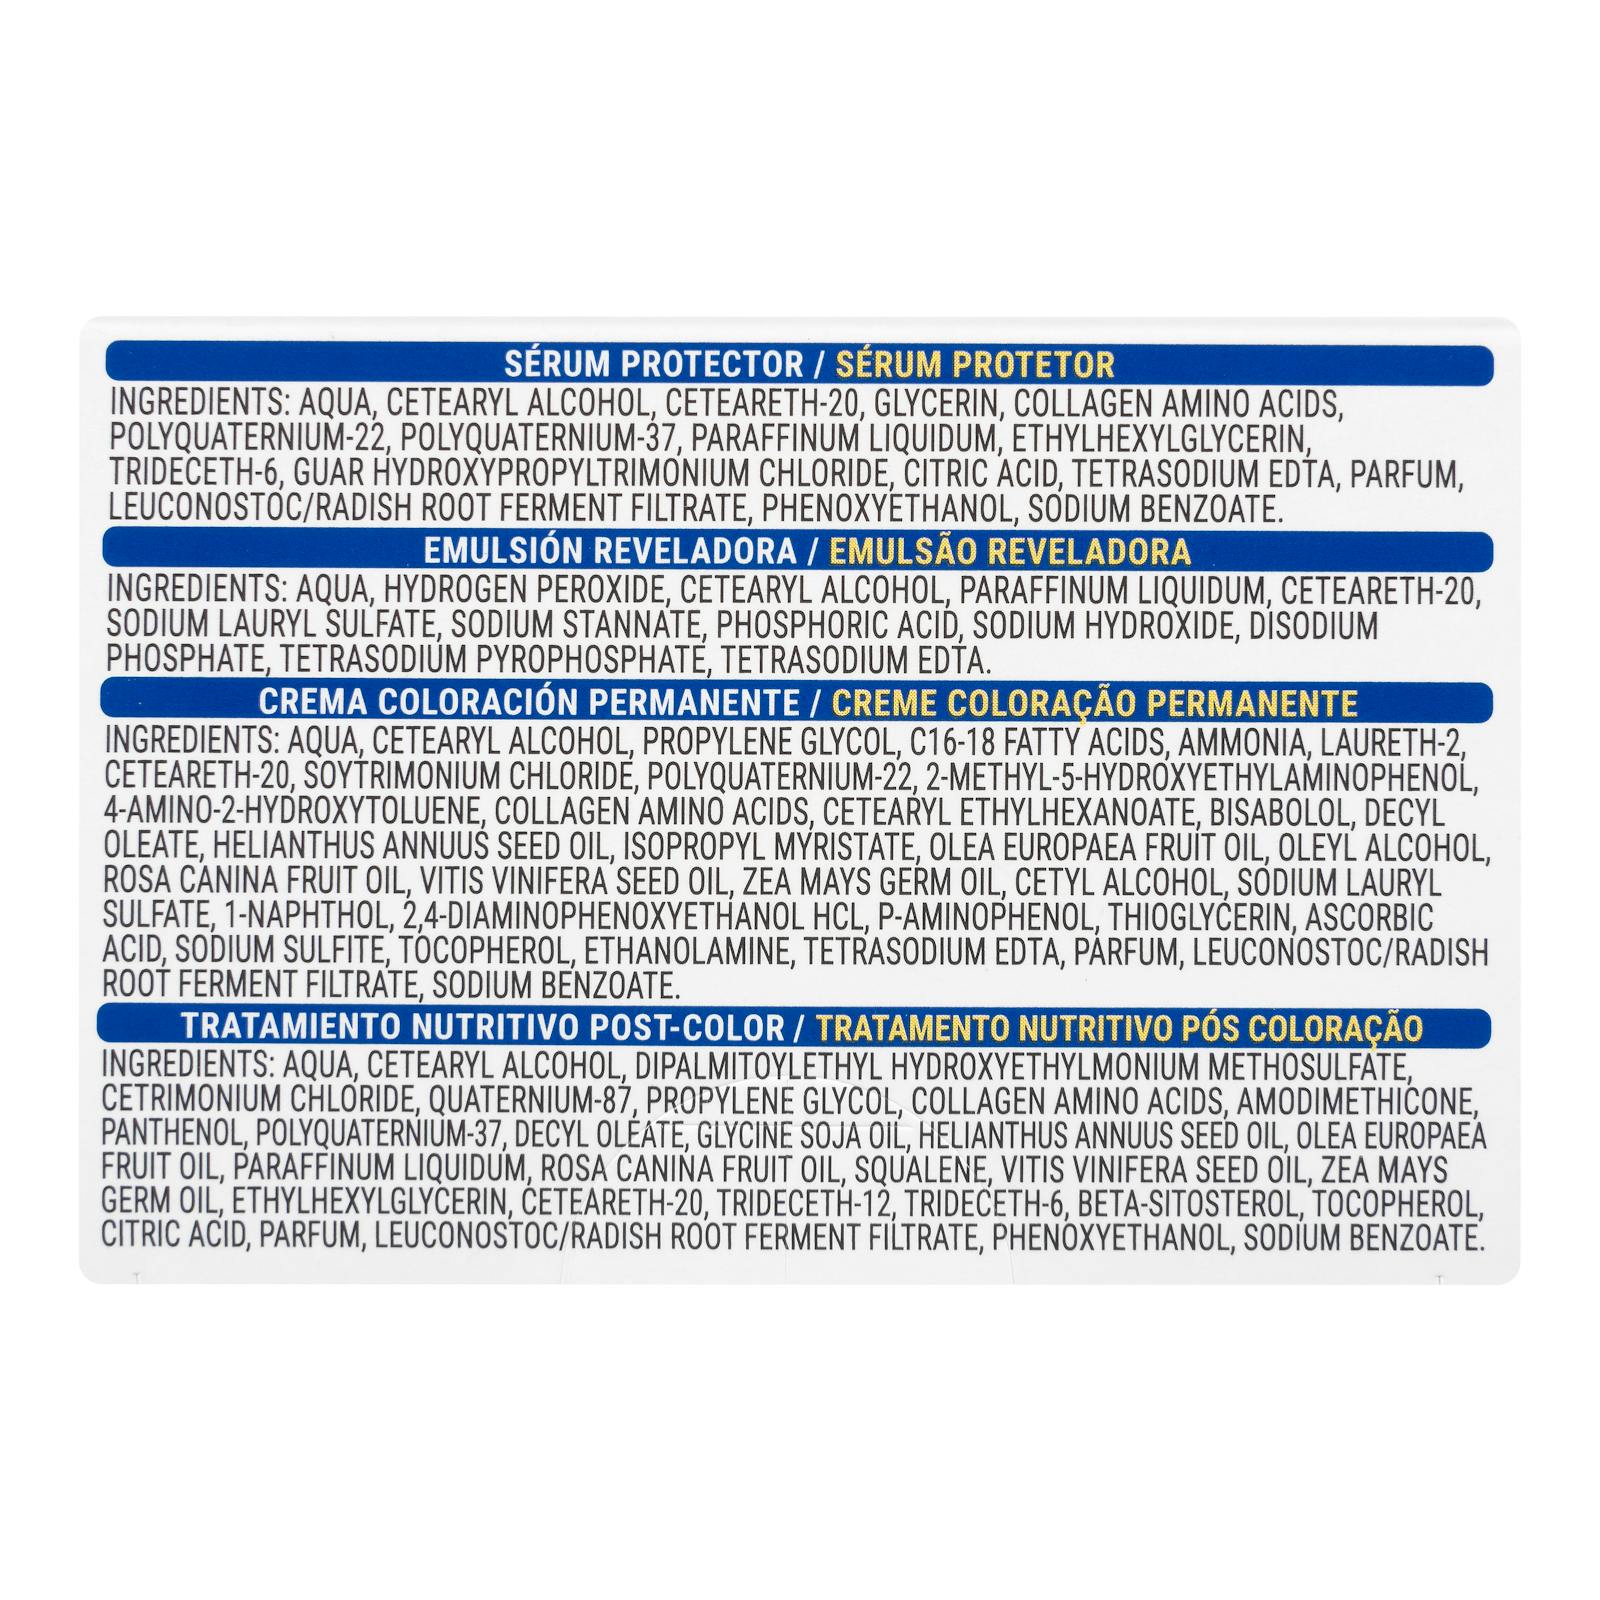 SÉRUM PROTECTOR / SÉRUM PROTETOR
INGREDIENTS: AQUA, CETEARYL ALCOHOL, CETEARETH-20, GLYCERIN, COLLAGEN AMINO ACIDS,
POLYQUATERNIUM-22, POLYQUATERNIUM-37, PARAFFINUM LIQUIDUM, ETHYLHEXYLGLYCERIN,
TRIDECETH-6, GUAR HYDROXYPROPYLTRIMONIUM CHLORIDE, CITRIC ACID, TETRASODIUM EDTA, PARFUM,
LEUCONOSTOC/RADISH ROOT FERMENT FILTRATE, PHENOXYETHANOL, SODIUM BENZOATE.
EMULSIÓN REVELADORA / EMULSÃO REVELADORA
INGREDIENTS: AQUA, HYDROGEN PEROXIDE, CETEARYL ALCOHOL, PARAFFINUM LIQUIDUM, CETEARETH-20,
SODIUM LAURYL SULFATE, SODIUM STANNATE, PHOSPHORIC ACID, SODIUM HYDROXIDE, DISODIUM
PHOSPHATE, TETRASODIUM PYROPHOSPHATE, TETRASODIUM EDTA.
CREMA COLORACIÓN PERMANENTE / CREME COLORAÇÃO PERMANENTE
INGREDIENTS: AQUA, CETEARYL ALCOHOL, PROPYLENE GLYCOL, C16-18 FATTY ACIDS, AMMONIA, LAURETH-2,
CETEARETH-20, SOYTRIMONIUM CHLORIDE, POLYQUATERNIUM-22, 2-METHYL-5-HYDROXYETHYLAMINOPHENOL,
4-AMINO-2-HYDROXYTOLUENE, COLLAGEN AMINO ACIDS, CETEARYL ETHYLHEXANOATE, BISABOLOL, DECYL
OLEATE, HELIANTHUS ANNUUS SEED OIL, ISOPROPYL MYRISTATE, OLEA EUROPAEA FRUIT OIL, OLEYL ALCOHOL,
ROSA CANINA FRUIT OIL, VITIS VINIFERA SEED OIL, ZEA MAYS GERM OIL, CETYL ALCOHOL, SODIUM LAURYL
SULFATE, 1-NAPHTHOL, 2,4-DIAMINOPHENOXYETHANOL HCL, P-AMINOPHENOL, THIOGLYCERIN, ASCORBIC
ACID, SODIUM SULFITE, TOCOPHEROL, ETHANOLAMINE, TETRASODIUM EDTA, PARFUM, LEUCONOSTOC/RADISH
ROOT FERMENT FILTRATE, SODIUM BENZOATE.
TRATAMIENTO NUTRITIVO POST-COLOR / TRATAMENTO NUTRITIVO PÓS COLORAÇÃO
INGREDIENTS: AQUA, CETEARYL ALCOHOL, DIPALMITOYLETHYL HYDROXYETHYLMONIUM METHOSULFATE,
CETRIMONIUM CHLORIDE, QUATERNIUM-87, PROPYLENE GLYCOL, COLLAGEN AMINO ACIDS, AMODIMETHICONE,
PANTHENOL, POLYQUATERNIUM-37, DECYL OLEATE, GLYCINE SOJA OIL, HELIANTHUS ANNUUS SEED OIL, OLEA EUROPAEA
FRUIT OIL, PARAFFINUM LIQUIDUM, ROSA CANINA FRUIT OIL, SQUALENE, VITIS VINIFERA SEED OIL, ZEA MAYS
GERM OIL, ETHYLHEXYLGLYCERIN, CETEARETH-20, TRIDECETH-12, TRIDECETH-6, BETA-SITOSTEROL, TOCOPHEROL,
CITRIC ACID, PARFUM, LEUCONOSTOC/RADISH ROOT FERMENT FILTRATE, PHENOXYETHANOL, SODIUM BENZOATE.